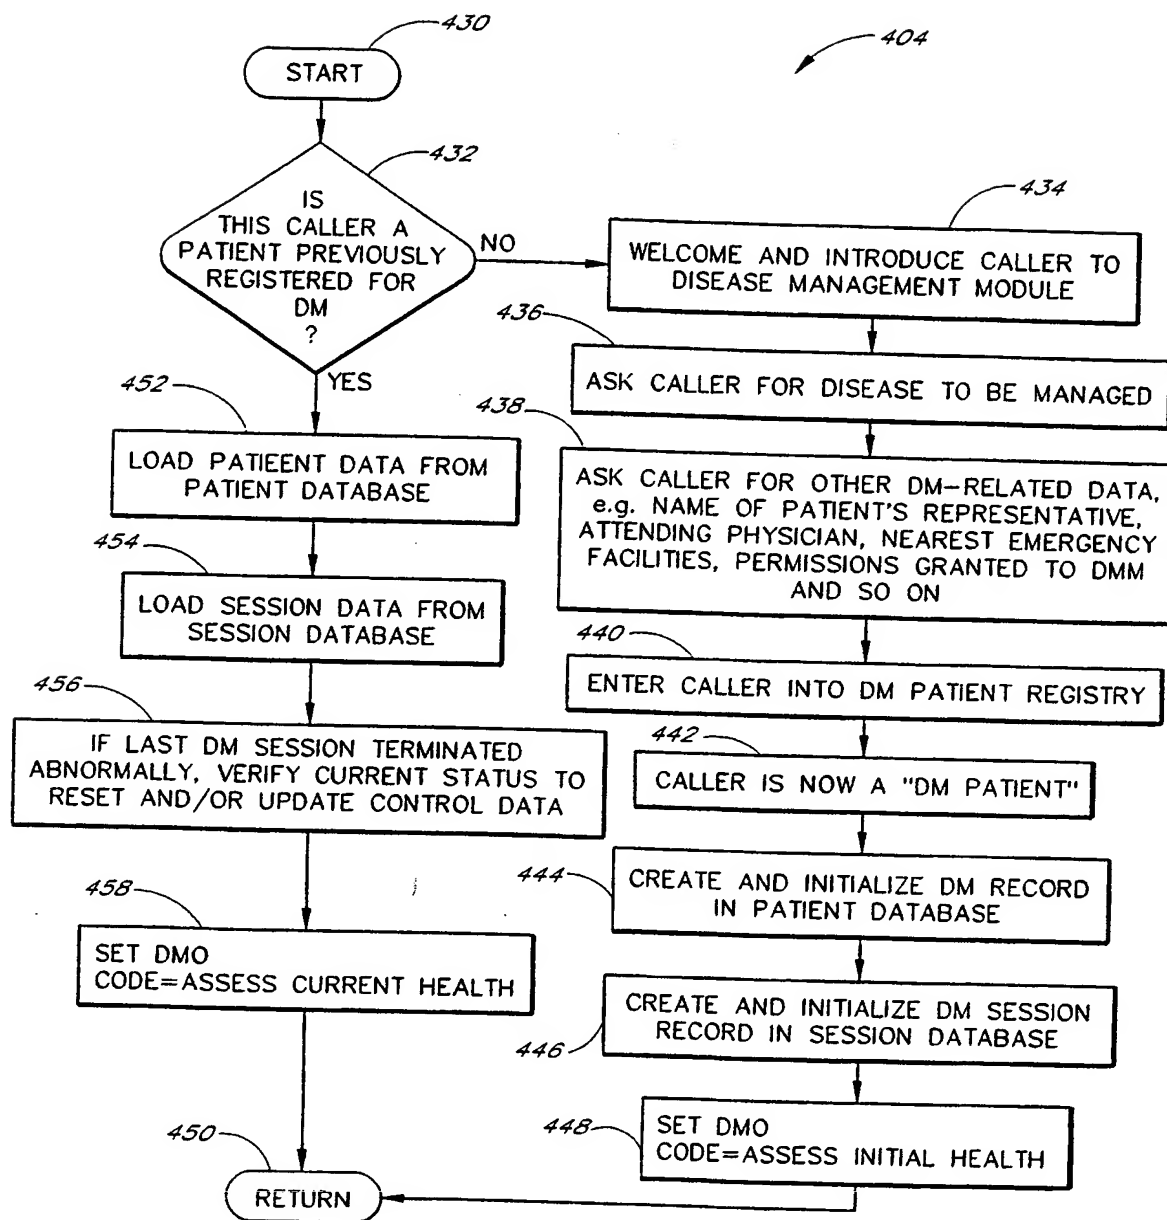 430
404
START
432
IS
THIS CALLER A
PATIENT PREVIOUSLY
REGISTERED FOR
DM
?
NO
YES
434
WELCOME AND INTRODUCE CALLER TO
DISEASE MANAGEMENT MODULE
436
ASK CALLER FOR DISEASE TO BE MANAGED
438
ASK CALLER FOR OTHER DM-RELATED DATA,
e.g. NAME OF PATIENT'S REPRESENTATIVE,
ATTENDING PHYSICIAN, NEAREST EMERGENCY
FACILITIES, PERMISSIONS GRANTED TO DMM
AND SO ON
440
ENTER CALLER INTO DM PATIENT REGISTRY
442
CALLER IS NOW A "DM PATIENT"
444
CREATE AND INITIALIZE DM RECORD
IN PATIENT DATABASE
446
CREATE AND INITIALIZE DM SESSION
RECORD IN SESSION DATABASE
448
SET DMO
CODE=ASSESS INITIAL HEALTH
452
LOAD PATIEENT DATA FROM
PATIENT DATABASE
454
LOAD SESSION DATA FROM
SESSION DATABASE
456
IF LAST DM SESSION TERMINATED
ABNORMALLY, VERIFY CURRENT STATUS TO
RESET AND/OR UPDATE CONTROL DATA
458
SET DMO
CODE=ASSESS CURRENT HEALTH
450
RETURN